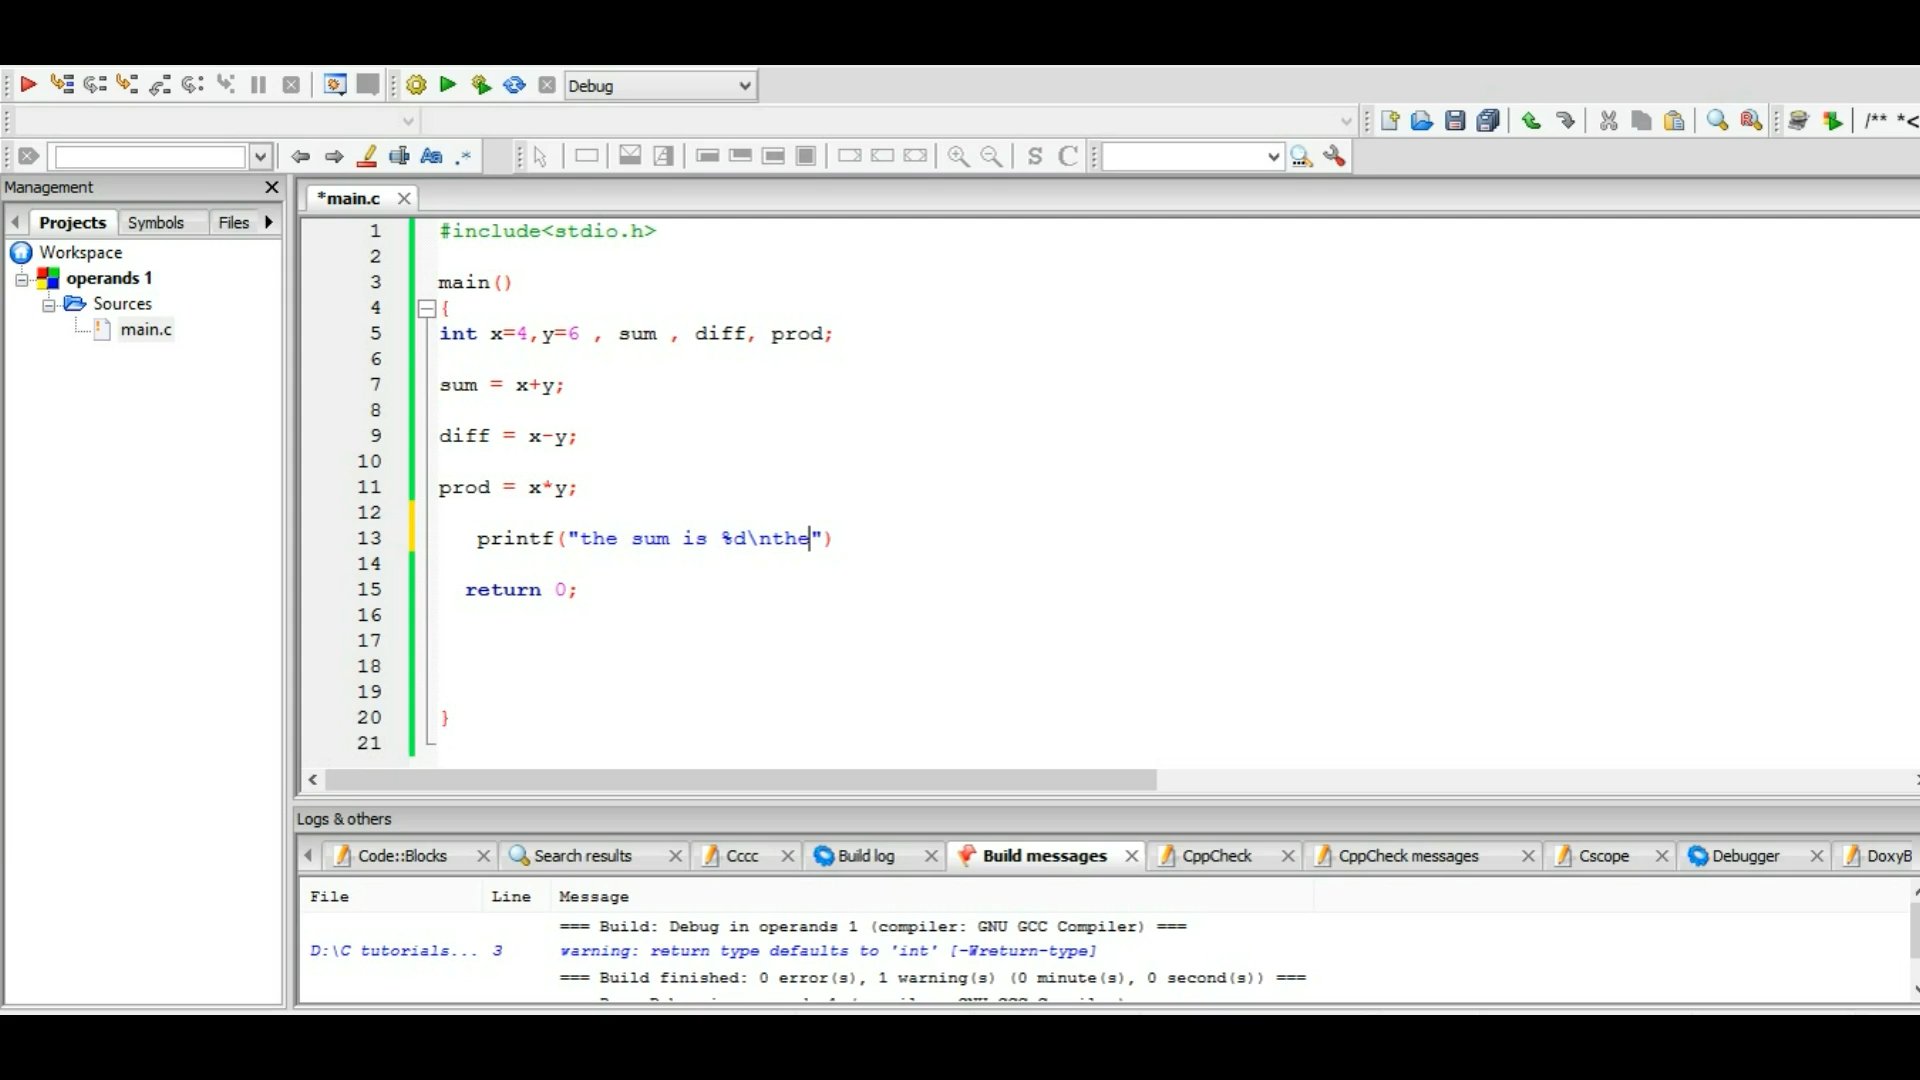 Debug
/** *<
S C
Management
*main.c
Projects Symbols Files
Workspace
operands 1
Sources
main.c
1 #include<stdio.h>
2
3 main()
4 {
5 int x=4,y=6 , sum , diff, prod;
6
7 sum = x+y;
8
9 diff = x-y;
10
11 prod = x*y;
12
13 printf("the sum is %d\nthe")
14
15 return 0;
16
17
18
19
20 }
21
Logs & others
Code::Blocks Search results Cccc Build log Build messages CppCheck CppCheck messages Cscope Debugger DoxyB
File Line Message
=== Build: Debug in operands 1 (compiler: GNU GCC Compiler) ===
D:\C tutorials... 3 warning: return type defaults to 'int' [-Wreturn-type]
=== Build finished: 0 error(s), 1 warning(s) (0 minute(s), 0 second(s)) ===